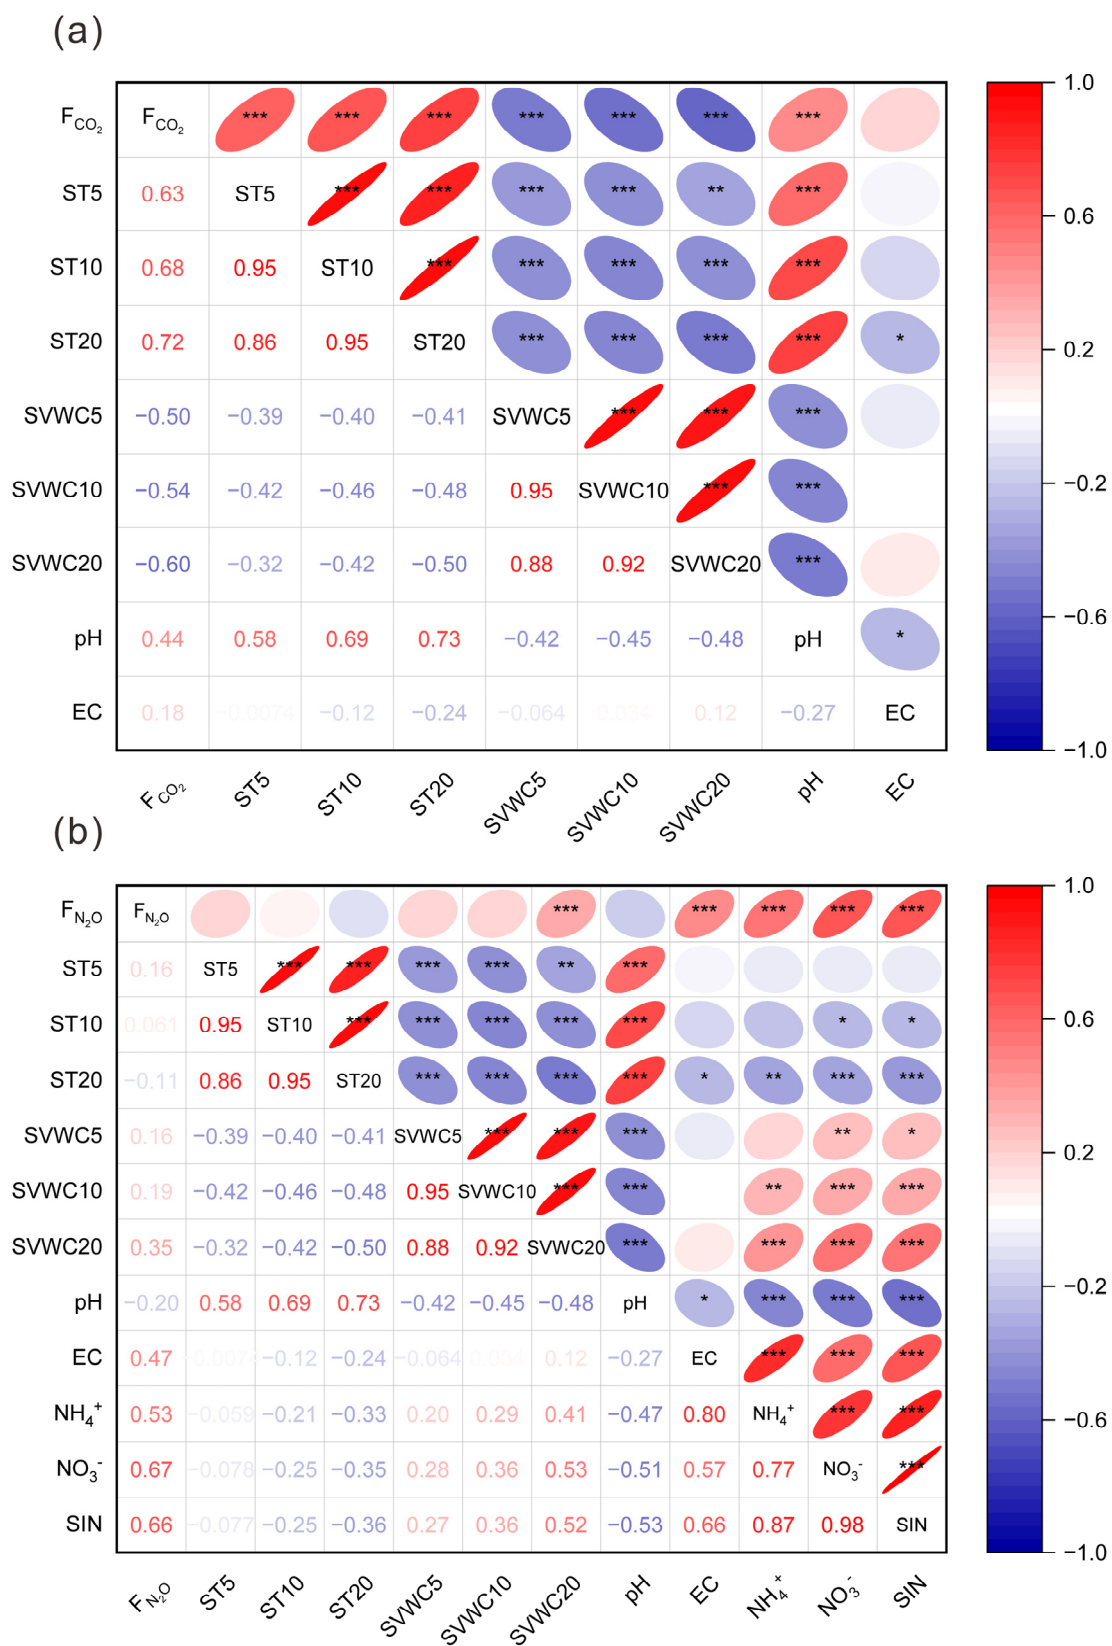 (a)
F_CO₂ F_CO₂ *** *** *** *** *** *** *** 1.0
ST5 0.63 ST5 *** *** *** *** ** ***
0.6
ST10 0.68 0.95 ST10 *** *** *** *** ***
ST20 0.72 0.86 0.95 ST20 *** *** *** *** * 0.2
SVWC5 −0.50 −0.39 −0.40 −0.41 SVWC5 *** *** ***
SVWC10 −0.54 −0.42 −0.46 −0.48 0.95 SVWC10 *** *** −0.2
SVWC20 −0.60 −0.32 −0.42 −0.50 0.88 0.92 SVWC20 ***
−0.6
pH 0.44 0.58 0.69 0.73 −0.42 −0.45 −0.48 pH *
EC 0.18 −0.0074 −0.12 −0.24 −0.064 0.034 0.12 −0.27 EC
−1.0
F_CO₂ ST5 ST10 ST20 SVWC5 SVWC10 SVWC20 pH EC
(b)
F_N₂O F_N₂O *** *** *** *** *** 1.0
ST5 0.16 ST5 *** *** *** *** ** ***
ST10 0.061 0.95 ST10 *** *** *** *** *** * * 0.6
ST20 −0.11 0.86 0.95 ST20 *** *** *** *** * ** *** ***
SVWC5 0.16 −0.39 −0.40 −0.41 SVWC5 *** *** *** ** * 0.2
SVWC10 0.19 −0.42 −0.46 −0.48 0.95 SVWC10 *** *** ** *** ***
SVWC20 0.35 −0.32 −0.42 −0.50 0.88 0.92 SVWC20 *** *** *** ***
pH −0.20 0.58 0.69 0.73 −0.42 −0.45 −0.48 pH * *** *** *** −0.2
EC 0.47 −0.0074 −0.12 −0.24 −0.064 0.034 0.12 −0.27 EC *** *** ***
NH₄⁺ 0.53 −0.059 −0.21 −0.33 0.20 0.29 0.41 −0.47 0.80 NH₄⁺ *** *** −0.6
NO₃⁻ 0.67 −0.078 −0.25 −0.35 0.28 0.36 0.53 −0.51 0.57 0.77 NO₃⁻ ***
SIN 0.66 −0.077 −0.25 −0.36 0.27 0.36 0.52 −0.53 0.66 0.87 0.98 SIN
−1.0
F_N₂O ST5 ST10 ST20 SVWC5 SVWC10 SVWC20 pH EC NH₄⁺ NO₃⁻ SIN